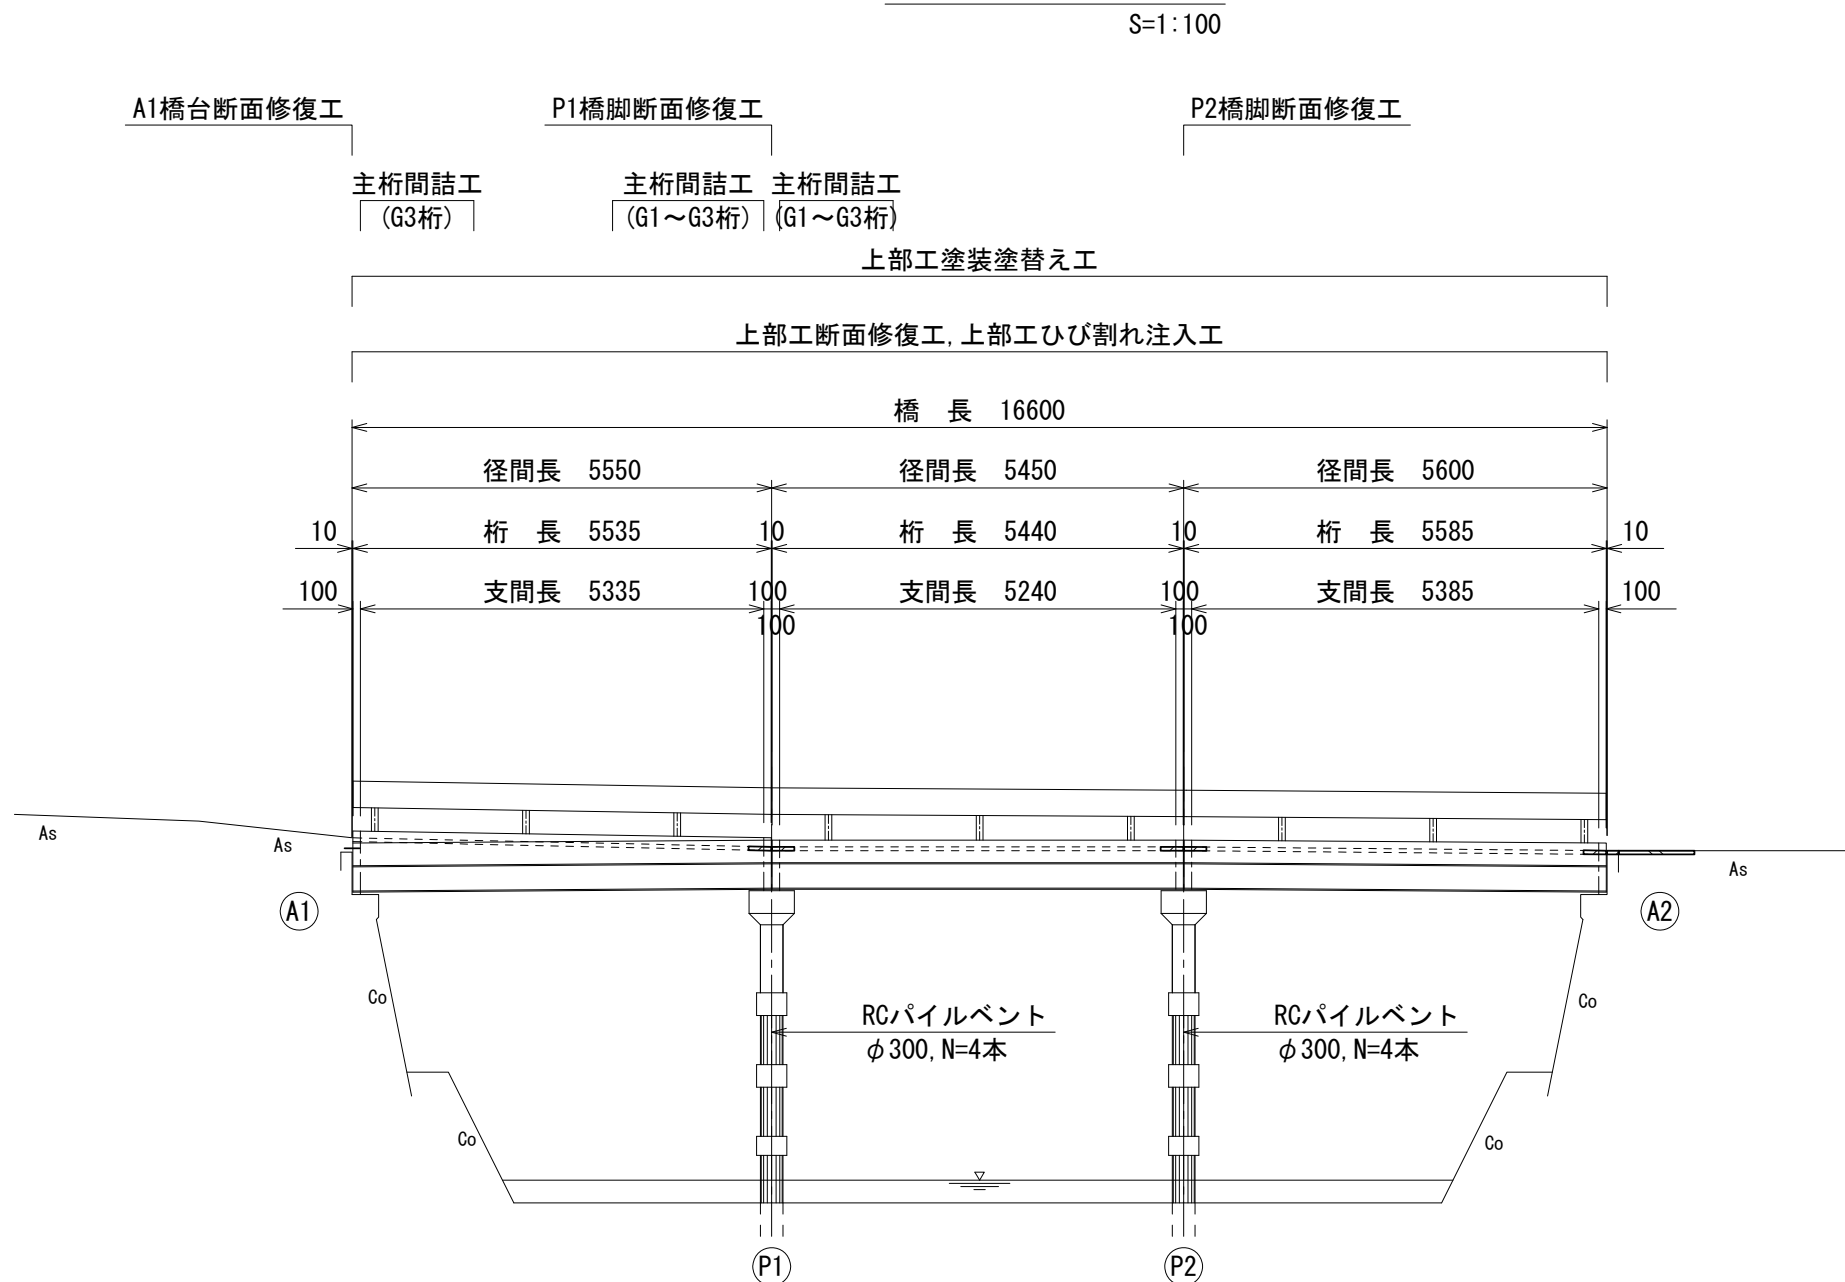 S=1:100
A1橋台断面修復工 P1橋脚断面修復工 P2橋脚断面修復工
主桁間詰工 主桁間詰工 主桁間詰工
(G3桁) (G1～G3桁) (G1～G3桁)
上部工塗装塗替え工
上部工断面修復工,上部工ひび割れ注入工
橋 長 16600
径間長 5550 径間長 5450 径間長 5600
10 桁 長 5535 10 桁 長 5440 10 桁 長 5585 10
100 支間長 5335 100 支間長 5240 100 支間長 5385 100
100 100
As
As
As
A1 A2
Co Co
RCパイルベント RCパイルベント
φ300,N=4本 φ300,N=4本
Co Co
P1 P2